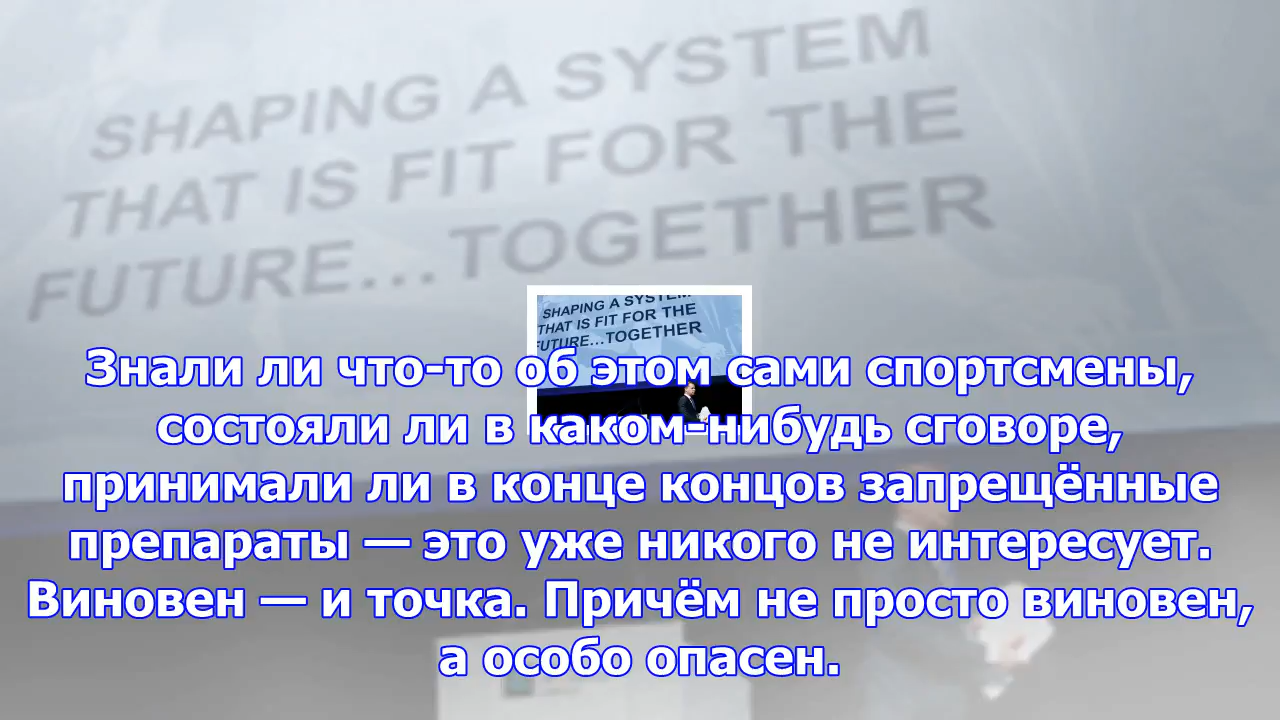 SHAPING A SYSTEM
THAT IS FIT FOR THE
FUTURE...TOGETHER
SHAPING A SYSTEM
THAT IS FIT FOR THE
FUTURE...TOGETHER
Знали ли что-то об этом сами спортсмены,
состояли ли в каком-нибудь сговоре,
принимали ли в конце концов запрещённые
препараты — это уже никого не интересует.
Виновен — и точка. Причём не просто виновен,
а особо опасен.